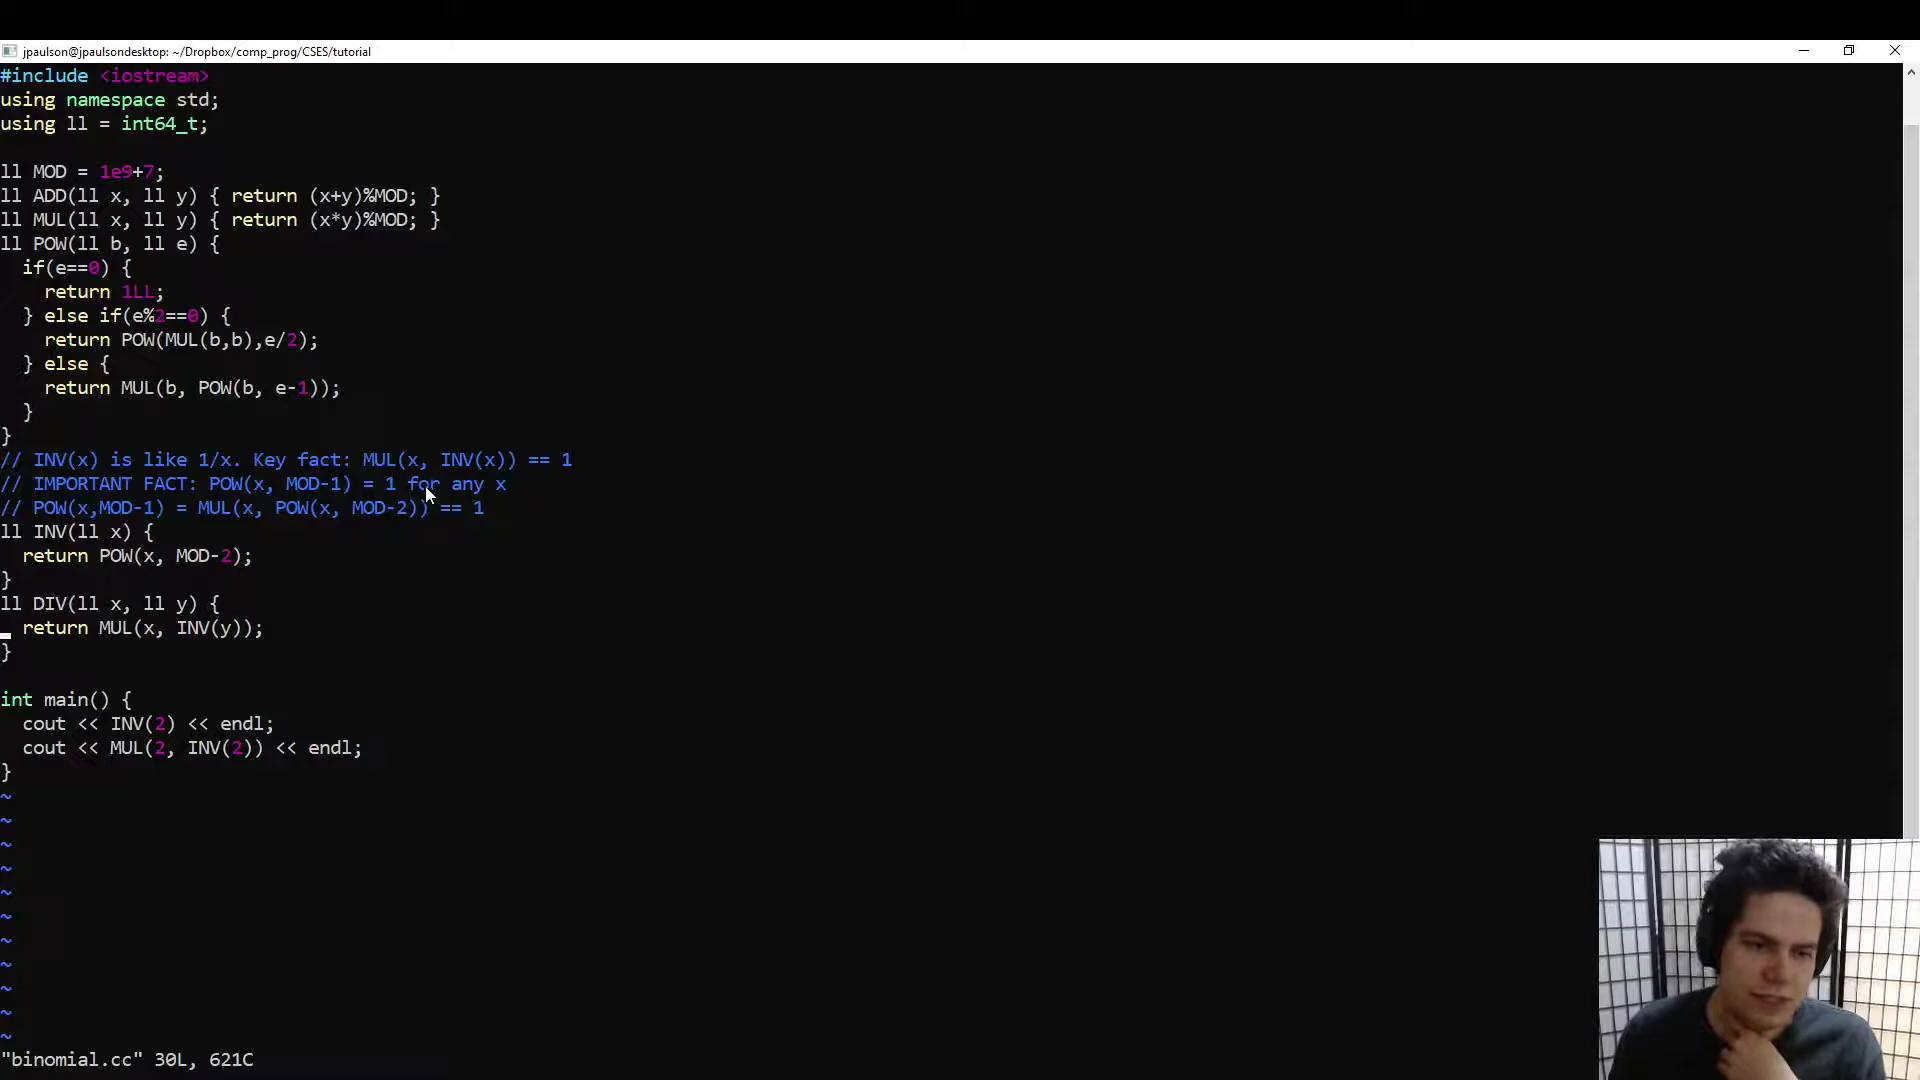 jpaulson@jpaulsondesktop: ~/Dropbox/comp_prog/CSES/tutorial
#include <iostream>
using namespace std;
using ll = int64_t;
ll MOD = 1e9+7;
ll ADD(ll x, ll y) { return (x+y)%MOD; }
ll MUL(ll x, ll y) { return (x*y)%MOD; }
ll POW(ll b, ll e) {
  if(e==0) {
    return 1LL;
  } else if(e%2==0) {
    return POW(MUL(b,b),e/2);
  } else {
    return MUL(b, POW(b, e-1));
  }
}
// INV(x) is like 1/x. Key fact: MUL(x, INV(x)) == 1
// IMPORTANT FACT: POW(x, MOD-1) = 1 for any x
// POW(x,MOD-1) = MUL(x, POW(x, MOD-2)) == 1
ll INV(ll x) {
  return POW(x, MOD-2);
}
ll DIV(ll x, ll y) {
  return MUL(x, INV(y));
}
int main() {
  cout << INV(2) << endl;
  cout << MUL(2, INV(2)) << endl;
}
~
~
~
~
~
~
~
~
~
~
~
"binomial.cc" 30L, 621C